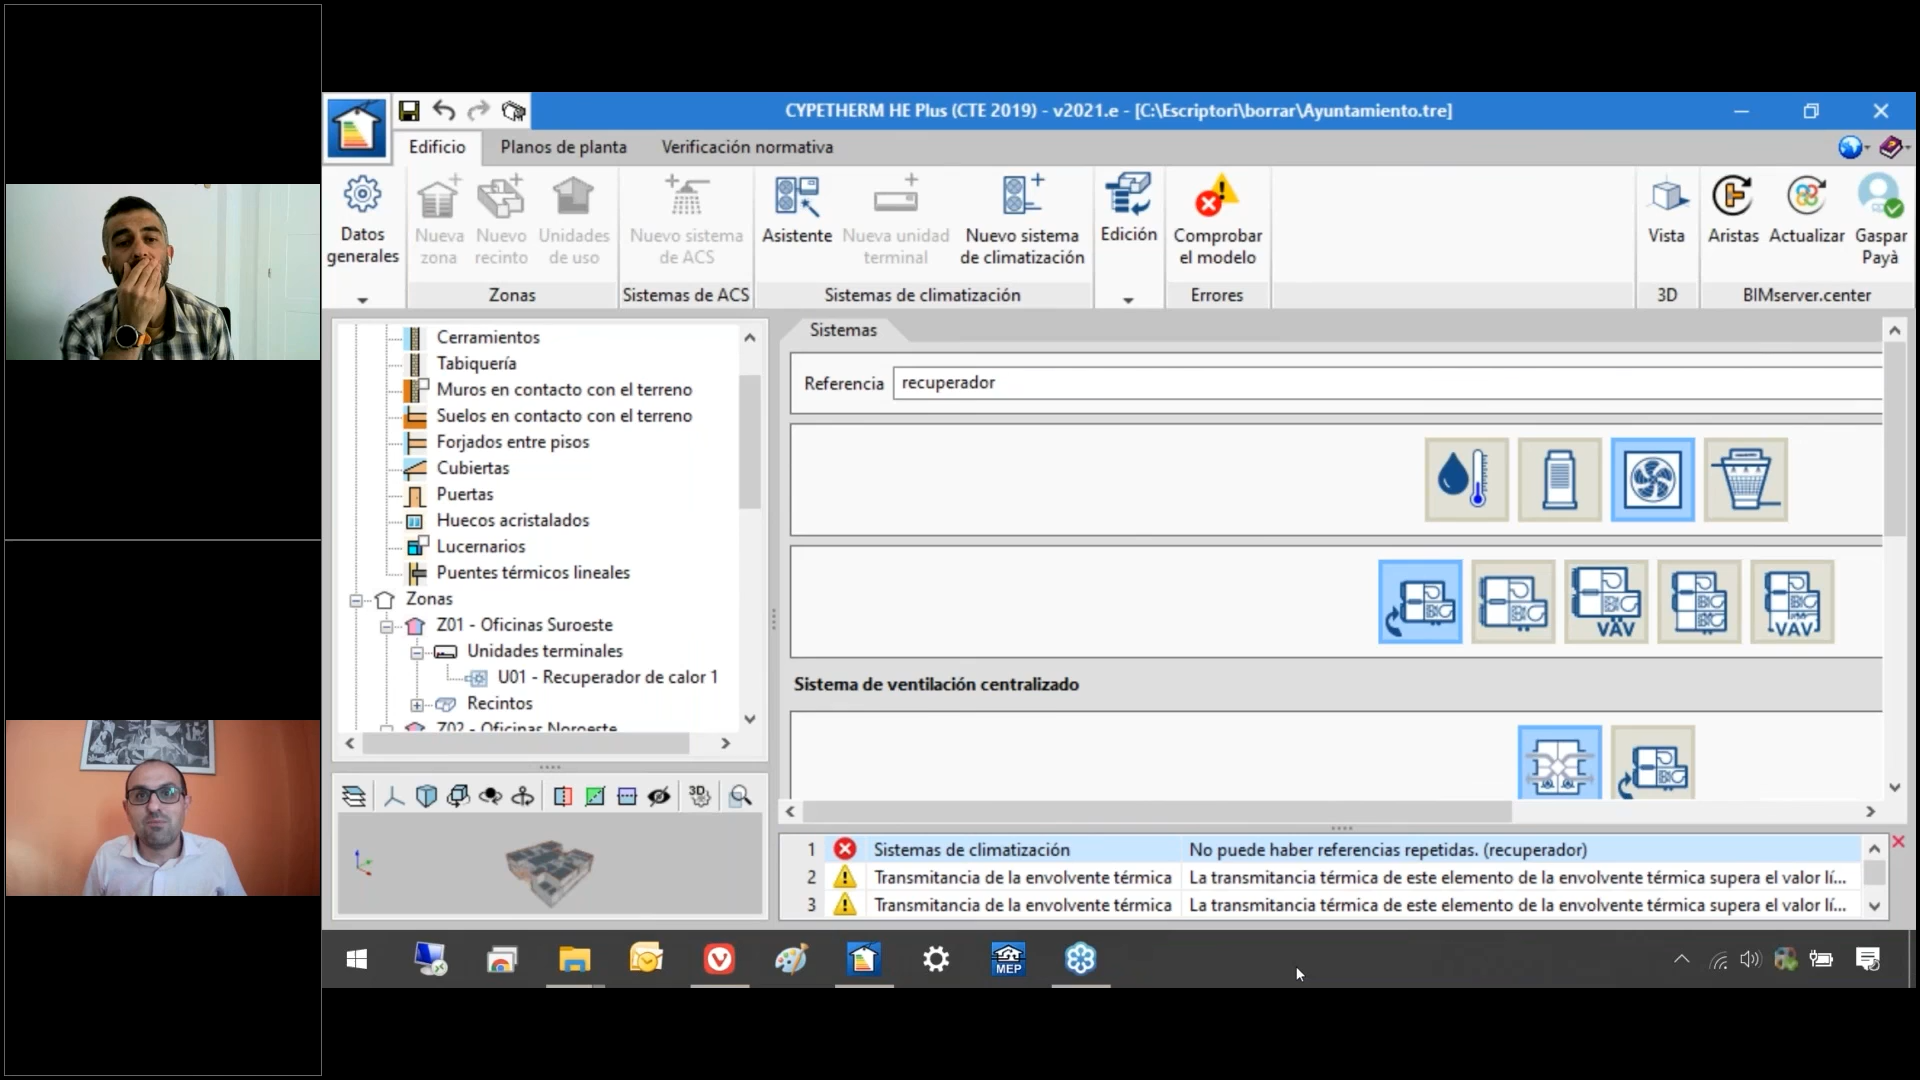 CYPETHERM HE Plus (CTE 2019) - v2021.e - [C:\Escriptori\borrar\Ayuntamiento.tre]
Edificio
Planos de planta
Verificación normativa
Datos
generales
Nueva
zona
Nuevo
recinto
Unidades
de uso
Zonas
Nuevo sistema
de ACS
Sistemas de ACS
Asistente
Nueva unidad
terminal
Nuevo sistema
de climatización
Sistemas de climatización
Edición
Comprobar
el modelo
Errores
Vista
3D
Aristas
Actualizar
Gaspar
Payà
BIMserver.center
Cerramientos
Tabiquería
Muros en contacto con el terreno
Suelos en contacto con el terreno
Forjados entre pisos
Cubiertas
Puertas
Huecos acristalados
Lucernarios
Puentes térmicos lineales
Zonas
Z01 - Oficinas Suroeste
Unidades terminales
U01 - Recuperador de calor 1
Recintos
Z02 - Oficinas Noroeste
3D
Sistemas
Referencia
recuperador
VAV
VAV
Sistema de ventilación centralizado
1 Sistemas de climatización No puede haber referencias repetidas. (recuperador)
2 Transmitancia de la envolvente térmica La transmitancia térmica de este elemento de la envolvente térmica supera el valor lí...
3 Transmitancia de la envolvente térmica La transmitancia térmica de este elemento de la envolvente térmica supera el valor lí...
MEP